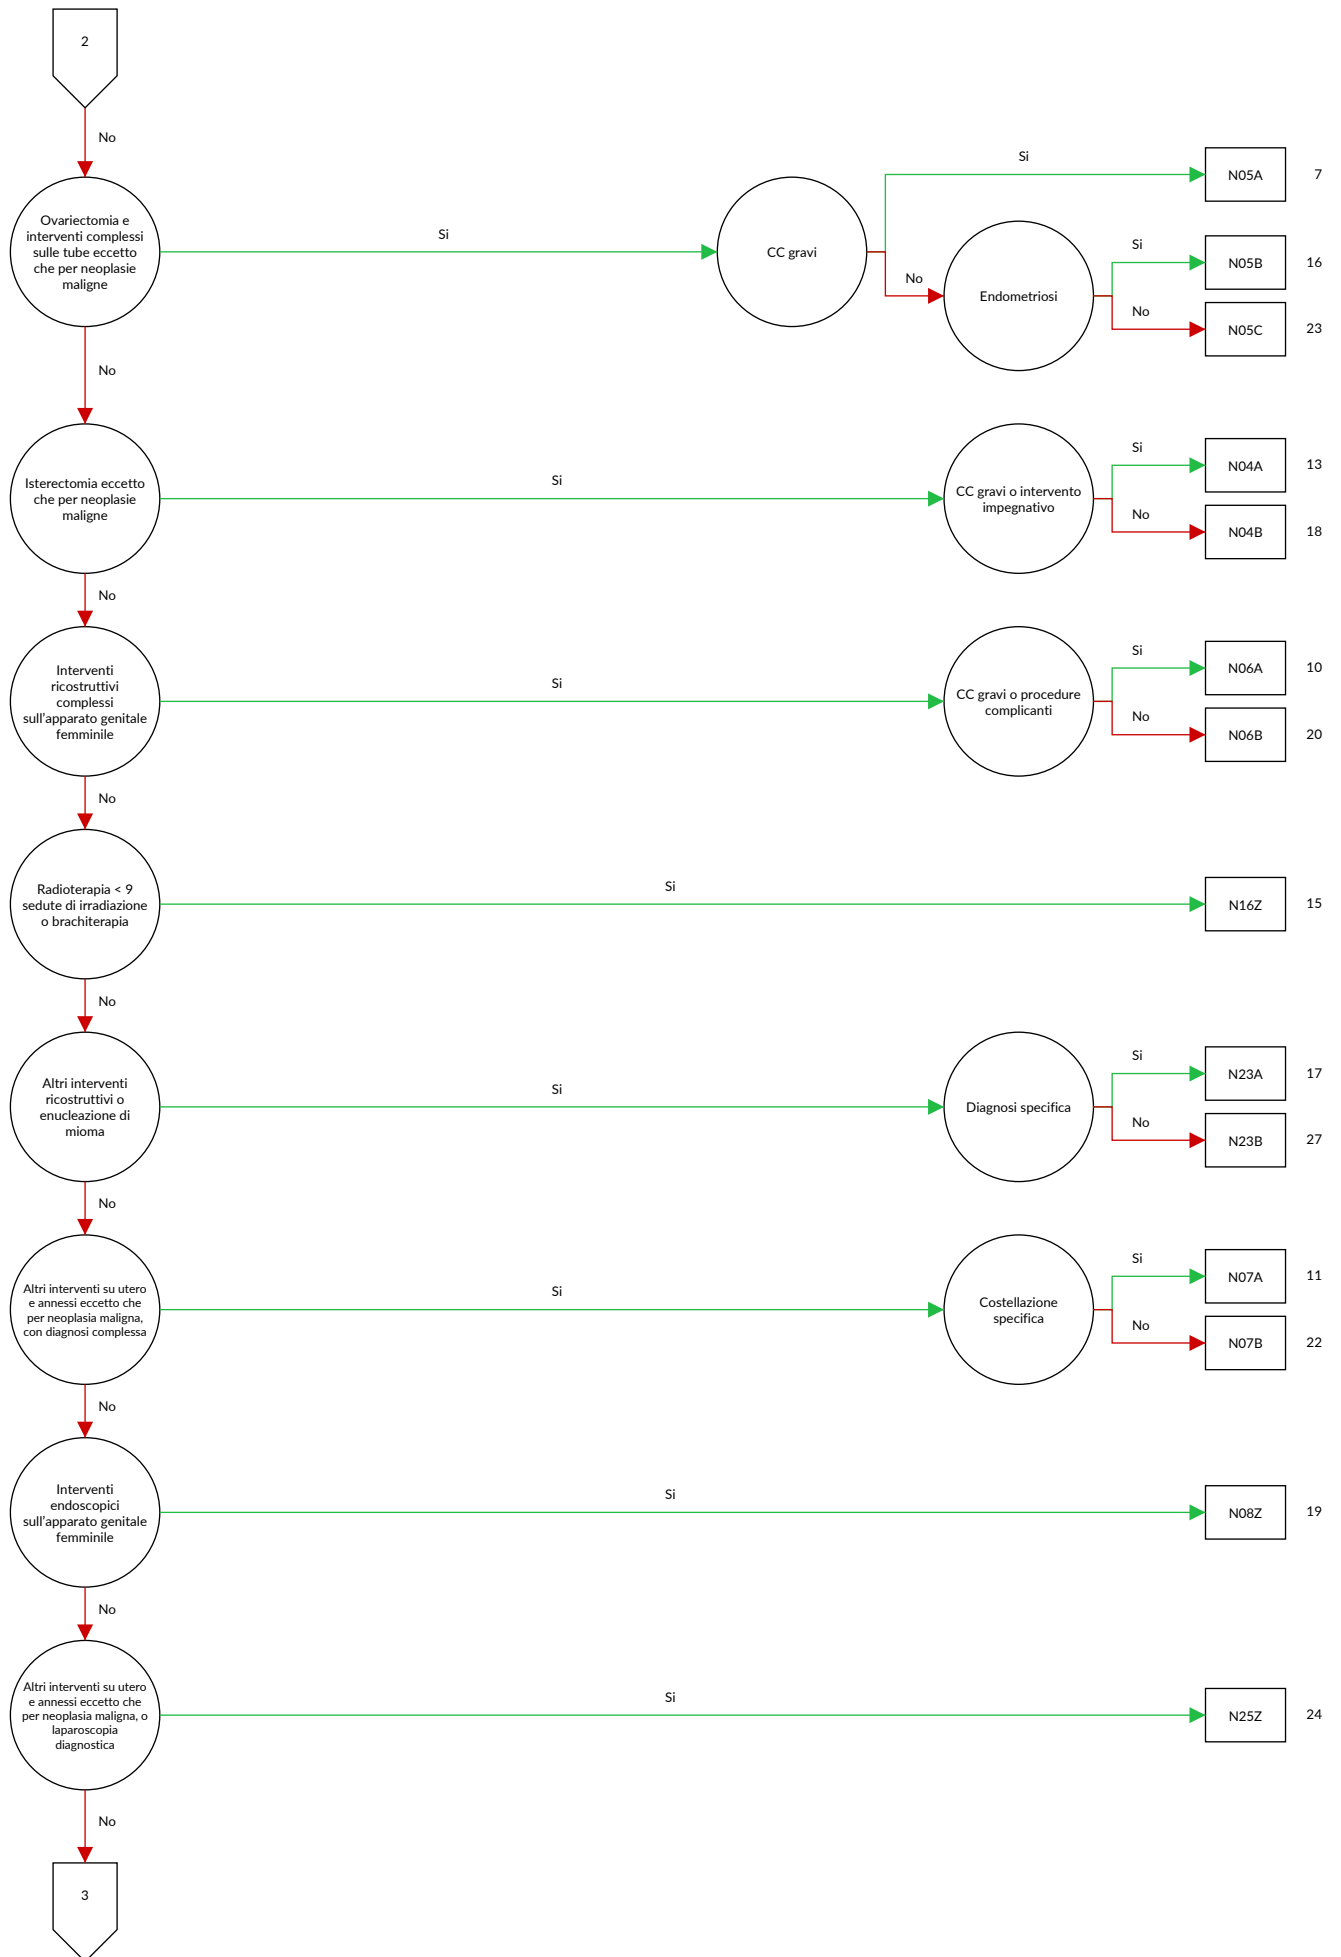 2
No
Ovariectomia e
interventi complessi
sulle tube eccetto
che per neoplasie
maligne
Si
CC gravi
Si
N05A
7
No
Endometriosi
Si
N05B
16
No
N05C
23
No
Isterectomia eccetto
che per neoplasie
maligne
Si
CC gravi o intervento
impegnativo
Si
N04A
13
No
N04B
18
No
Interventi
ricostruttivi
complessi
sull'apparato genitale
femminile
Si
CC gravi o procedure
complicanti
Si
N06A
10
No
N06B
20
No
Radioterapia < 9
sedute di irradiazione
o brachiterapia
Si
N16Z
15
No
Altri interventi
ricostruttivi o
enucleazione di
mioma
Si
Diagnosi specifica
Si
N23A
17
No
N23B
27
No
Altri interventi su utero
e annessi eccetto che
per neoplasia maligna,
con diagnosi complessa
Si
Costellazione
specifica
Si
N07A
11
No
N07B
22
No
Interventi
endoscopici
sull'apparato genitale
femminile
Si
N08Z
19
No
Altri interventi su utero
e annessi eccetto che
per neoplasia maligna, o
laparoscopia
diagnostica
Si
N25Z
24
No
3